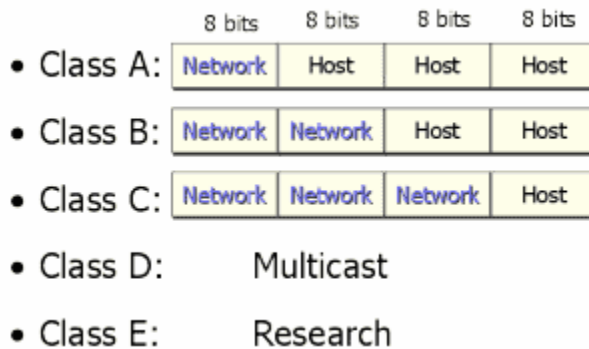 8 bits 8 bits 8 bits 8 bits
• Class A: Network Host Host Host
• Class B: Network Network Host Host
• Class C: Network Network Network Host
• Class D: Multicast
• Class E: Research